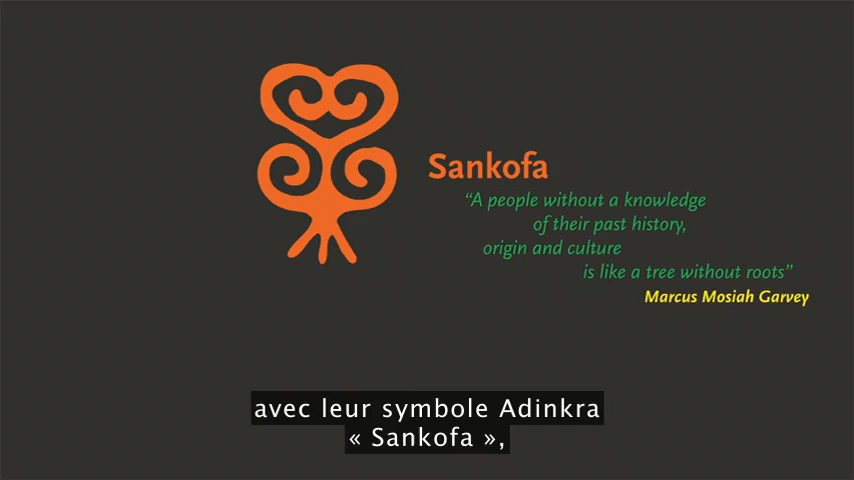 Sankofa
“A people without a knowledge
of their past history,
origin and culture
is like a tree without roots”
Marcus Mosiah Garvey
avec leur symbole Adinkra
« Sankofa »,